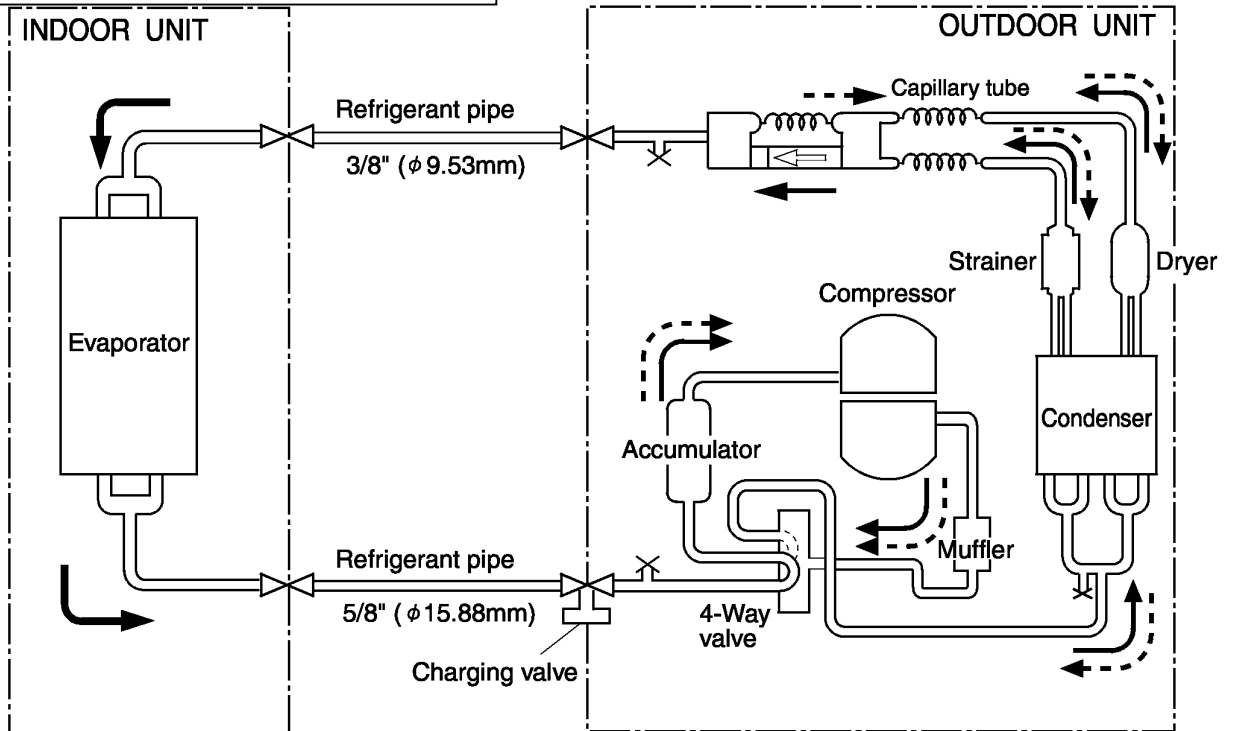 INDOOR UNIT
OUTDOOR UNIT
Capillary tube
Refrigerant pipe
3/8" (φ9.53mm)
Strainer
Dryer
Compressor
Evaporator
Condenser
Accumulator
Muffler
Refrigerant pipe
5/8" (φ15.88mm)
4-Way
valve
Charging valve